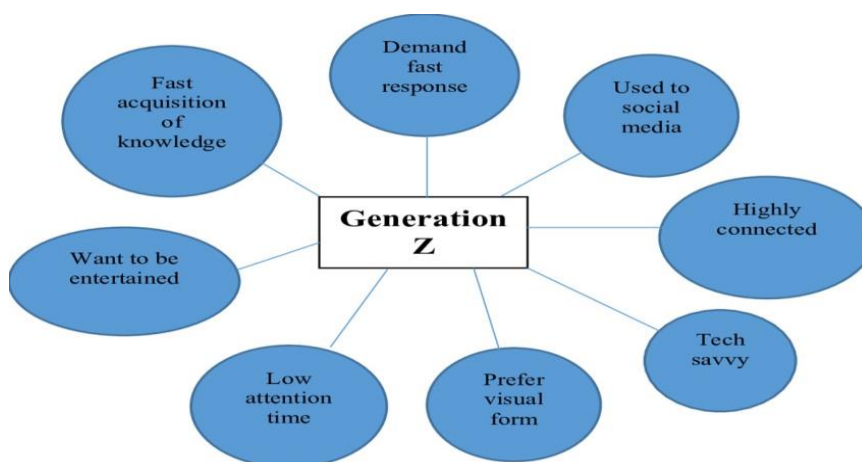 Demand
fast
response
Fast
acquisition
of
knowledge
Used to
social
media
Generation
Z
Highly
connected
Want to be
entertained
Tech
savvy
Low
attention
time
Prefer
visual
form